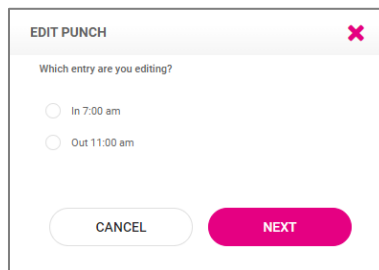 EDIT PUNCH
Which entry are you editing?
In 7:00 am
Out 11:00 am
CANCEL NEXT